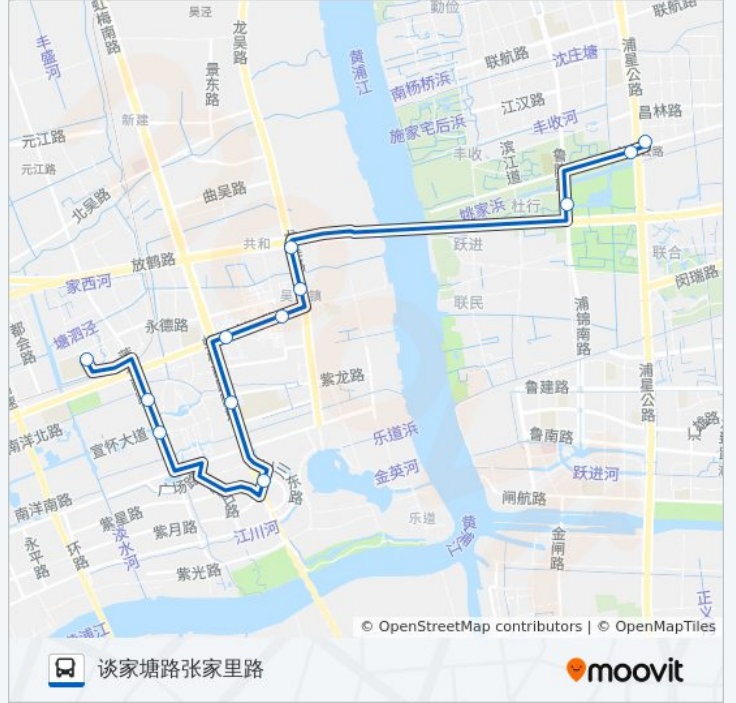 虹梅南路
吴泾
龙吴路
勤俭
联航路
丰盛河
景东路
黄浦江
联航路
沈庄塘
浦星公路
南杨桥浜
江汉路
昌林路
新建
施家宅后浜
丰收河
元江路
丰收
滨江道
元江路
北吴路
曲吴路
姚家浜
杜行
共和
跃进
联合
放鹤路
闵瑞路
家西河
联民
都会路
塘泗泾
永德路
浦锦南路
紫龙路
鲁建路
浦星公路
南洋北路
宣怀大道
乐道浜
鲁南路
金英河
跃进河
广场
东路
南洋南路
紫星路
紫月路
江川河
乐道
闸航路
永平路
环路
淡水河
紫光路
黄浦江
金闸路
© OpenStreetMap contributors | © OpenMapTiles
谈家塘路张家里路
moovit